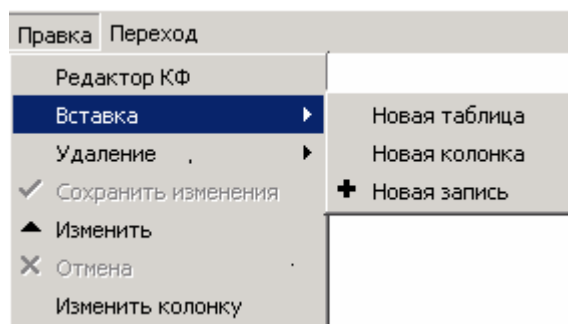 Правка Переход
Редактор КФ
Вставка
Новая таблица
Удаление
Новая колонка
Сохранить изменения
Новая запись
Изменить
Отмена
Изменить колонку